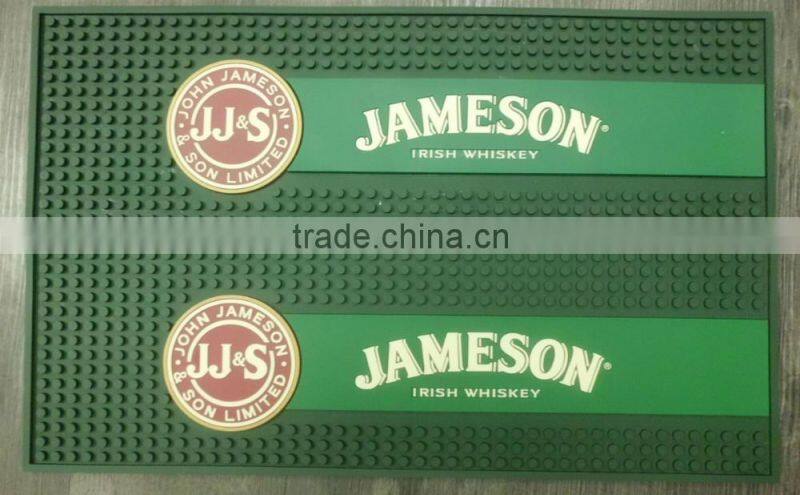 JOHN JAMESON
JJ&S
& SON LIMITED
JAMESON®
IRISH WHISKEY
trade.china.cn
JOHN JAMESON
JJ&S
& SON LIMITED
JAMESON®
IRISH WHISKEY